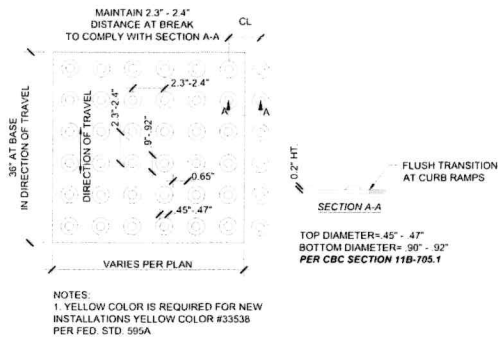 MAINTAIN 2.3" - 2.4"
DISTANCE AT BREAK
TO COMPLY WITH SECTION A-A
CL
2.3"-2.4"
2.3"-2.4"
.9"-.92"
A
A
36" AT BASE
IN DIRECTION OF TRAVEL
DIRECTION OF TRAVEL
0.65"
.45"-.47"
VARIES PER PLAN
0.2" HT.
FLUSH TRANSITION
AT CURB RAMPS
SECTION A-A
TOP DIAMETER=.45" - .47"
BOTTOM DIAMETER= .90" - .92"
PER CBC SECTION 11B-705.1
NOTES:
1. YELLOW COLOR IS REQUIRED FOR NEW
INSTALLATIONS YELLOW COLOR #33538
PER FED. STD. 595A